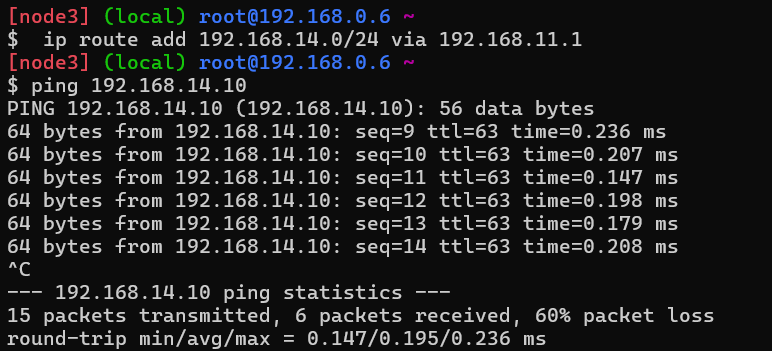 [node3] (local) root@192.168.0.6 ~
$  ip route add 192.168.14.0/24 via 192.168.11.1
[node3] (local) root@192.168.0.6 ~
$ ping 192.168.14.10
PING 192.168.14.10 (192.168.14.10): 56 data bytes
64 bytes from 192.168.14.10: seq=9 ttl=63 time=0.236 ms
64 bytes from 192.168.14.10: seq=10 ttl=63 time=0.207 ms
64 bytes from 192.168.14.10: seq=11 ttl=63 time=0.147 ms
64 bytes from 192.168.14.10: seq=12 ttl=63 time=0.198 ms
64 bytes from 192.168.14.10: seq=13 ttl=63 time=0.179 ms
64 bytes from 192.168.14.10: seq=14 ttl=63 time=0.208 ms
^C
--- 192.168.14.10 ping statistics ---
15 packets transmitted, 6 packets received, 60% packet loss
round-trip min/avg/max = 0.147/0.195/0.236 ms